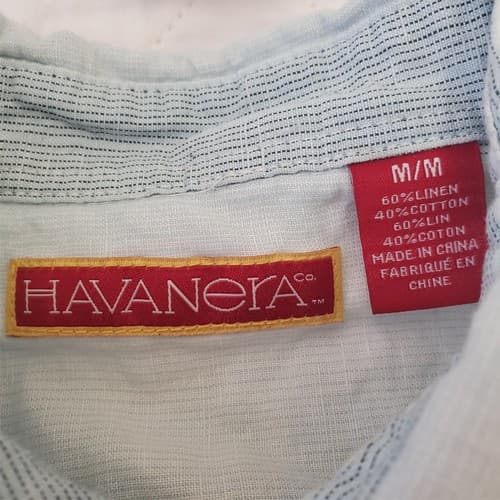 HAVANerA Co. ™
M/M
60%LINEN
40%COTTON
60%LIN
40%COTON
MADE IN CHINA
FABRIQUÉ EN
CHINE